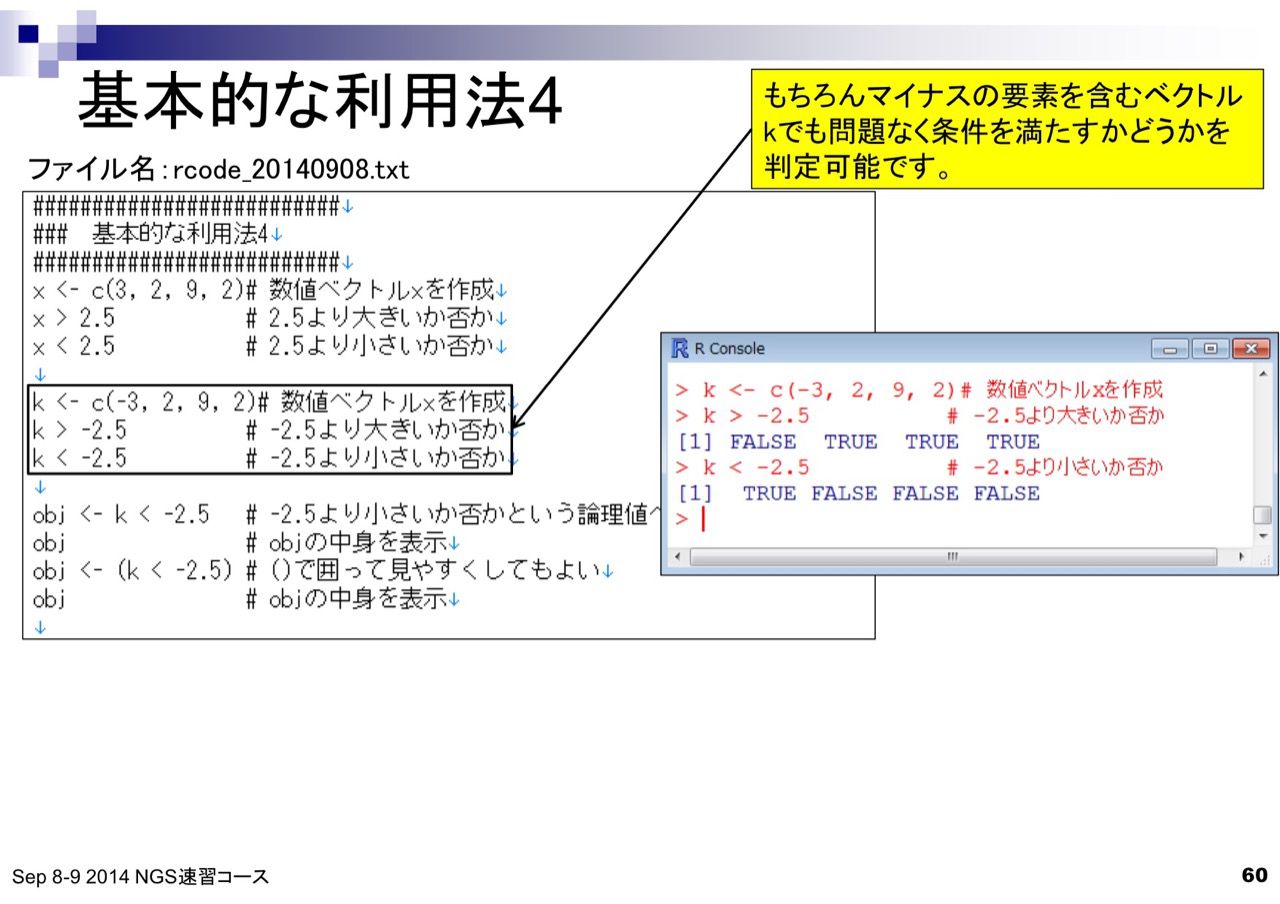 基本的な利用法4
もちろんマイナスの要素を含むベクトル
kでも問題なく条件を満たすかどうかを
判定可能です。
ファイル名：rcode_20140908.txt
##########################↓
###  基本的な利用法4↓
##########################↓
x <- c(3, 2, 9, 2)# 数値ベクトルxを作成↓
x > 2.5           # 2.5より大きいか否か↓
x < 2.5           # 2.5より小さいか否か↓
↓
k <- c(-3, 2, 9, 2)# 数値ベクトルxを作成↓
k > -2.5          # -2.5より大きいか否か↓
k < -2.5          # -2.5より小さいか否か↓
↓
obj <- k < -2.5   # -2.5より小さいか否かという論理値
obj               # objの中身を表示↓
obj <- (k < -2.5) # ()で囲って見やすくしてもよい↓
obj               # objの中身を表示↓
↓
R Console
> k <- c(-3, 2, 9, 2)# 数値ベクトルxを作成
> k > -2.5          # -2.5より大きいか否か
[1] FALSE  TRUE  TRUE  TRUE
> k < -2.5          # -2.5より小さいか否か
[1]  TRUE FALSE FALSE FALSE
>
Sep 8-9 2014 NGS速習コース
60